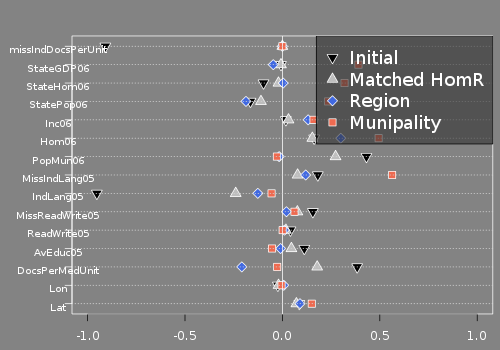 missIndDocsPerUnit
StateGDP06
StateHom06
StatePop06
Inc06
Hom06
PopMun06
MissIndLang05
IndLang05
MissReadWrite05
ReadWrite05
AvEduc05
DocsPerMedUnit
Lon
Lat
Initial
Matched HomR
Region
Munipality
-1.0 -0.5 0.0 0.5 1.0